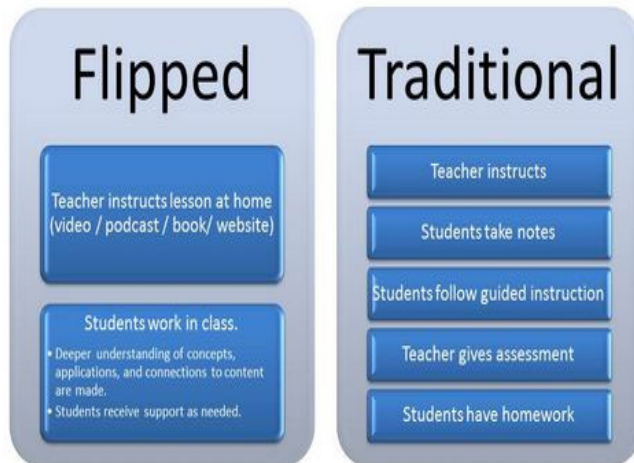 Flipped
Teacher instructs lesson at home
(video / podcast / book/ website)
Students work in class.
• Deeper understanding of concepts,
applications, and connections to content
are made.
• Students receive support as needed.
Traditional
Teacher instructs
Students take notes
Students follow guided instruction
Teacher gives assessment
Students have homework